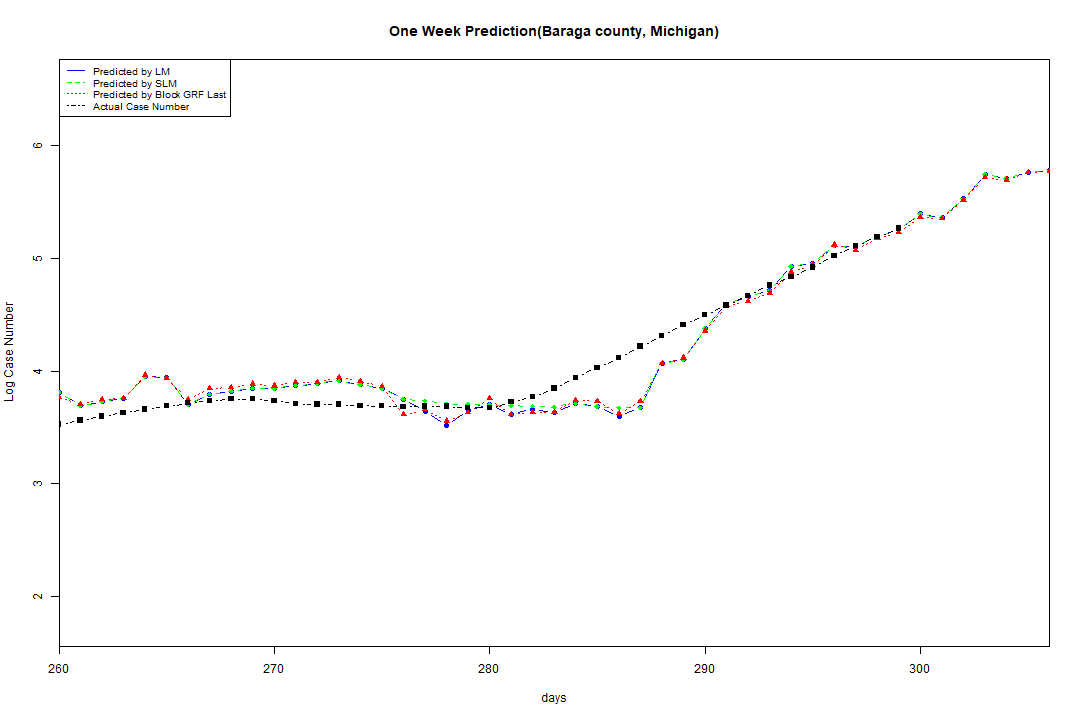 One Week Prediction(Baraga county, Michigan)
Predicted by LM
Predicted by SLM
Predicted by Block GRF Last
Actual Case Number
6
5
4
3
2
Log Case Number
260 270 280 290 300
days